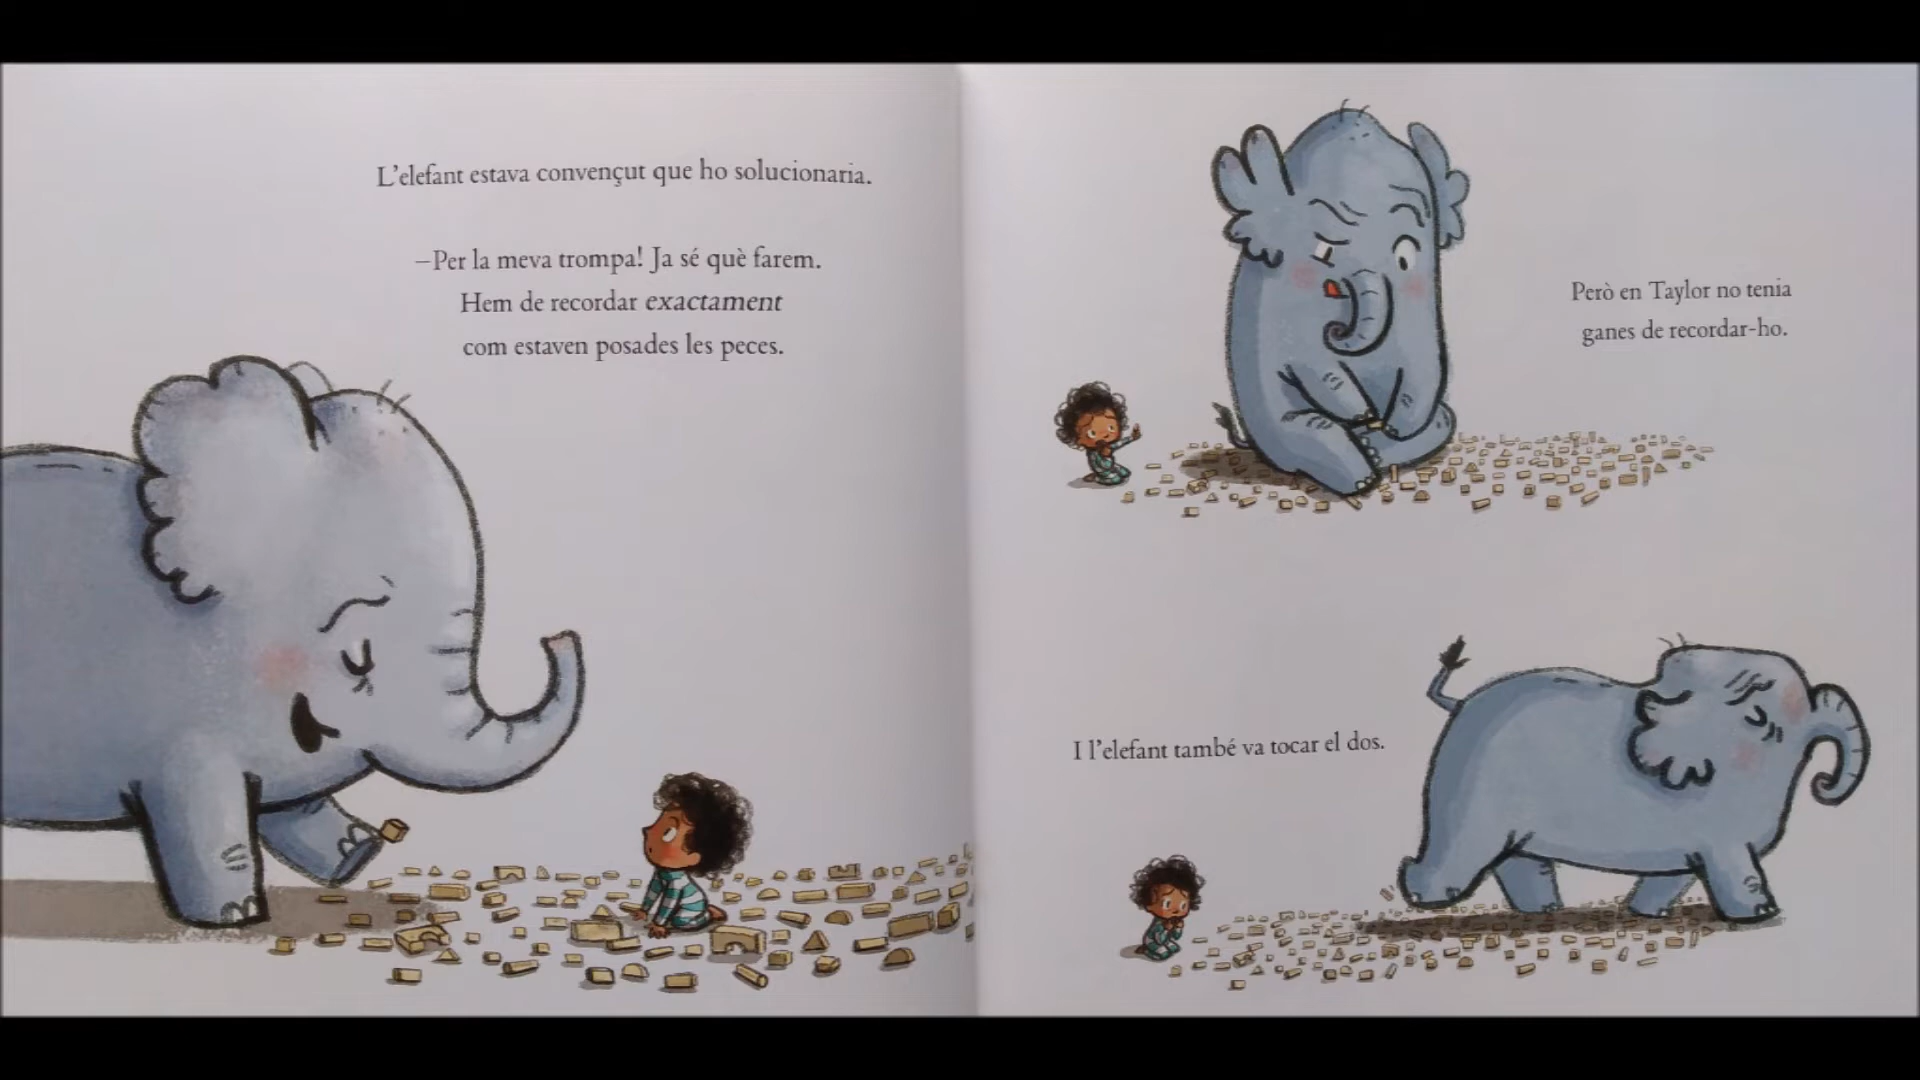 L'elefant estava convençut que ho solucionaria.
–Per la meva trompa! Ja sé què farem.
Hem de recordar exactament
com estaven posades les peces.
Però en Taylor no tenia
ganes de recordar-ho.
I l'elefant també va tocar el dos.